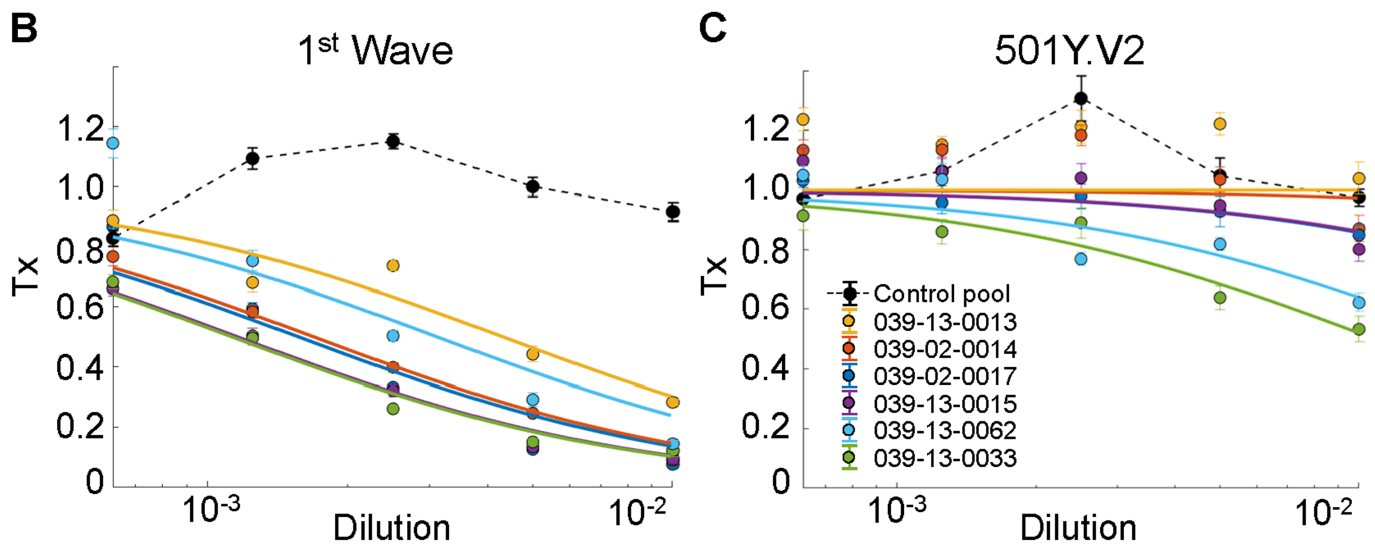 B
1st Wave
Tx
1.2
1.0
0.8
0.6
0.4
0.2
0
10-3
10-2
Dilution
C
501Y.V2
Tx
1.2
1.0
0.8
0.6
0.4
0.2
0
Control pool
039-13-0013
039-02-0014
039-02-0017
039-13-0015
039-13-0062
039-13-0033
10-3
10-2
Dilution